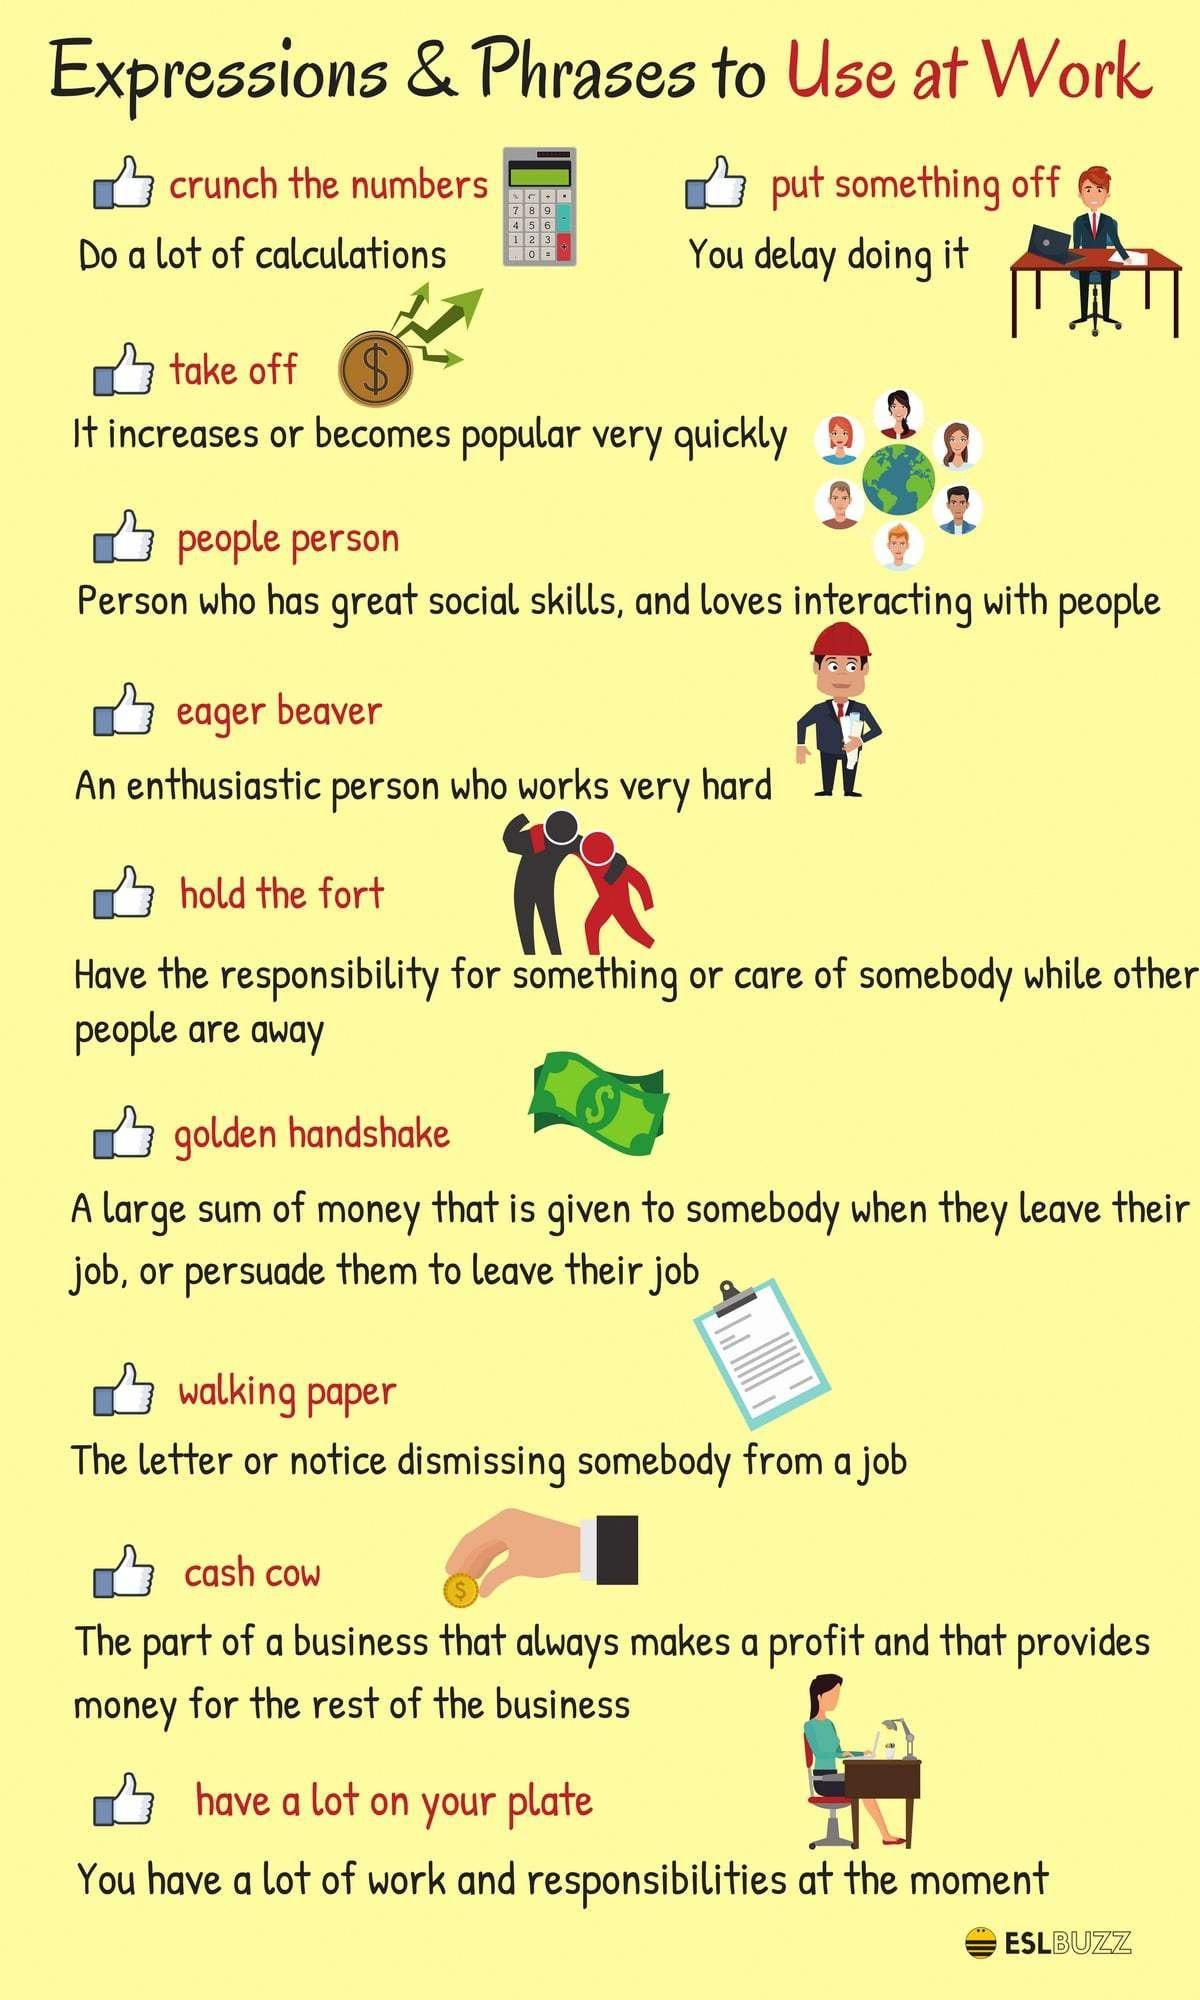 Expressions & Phrases to Use at Work
crunch the numbers
Do a lot of calculations
put something off
You delay doing it
take off
It increases or becomes popular very quickly
people person
Person who has great social skills, and loves interacting with people
eager beaver
An enthusiastic person who works very hard
hold the fort
Have the responsibility for something or care of somebody while other
people are away
golden handshake
A large sum of money that is given to somebody when they leave their
job, or persuade them to leave their job
walking paper
The letter or notice dismissing somebody from a job
cash cow
The part of a business that always makes a profit and that provides
money for the rest of the business
have a lot on your plate
You have a lot of work and responsibilities at the moment
ESLBUZZ